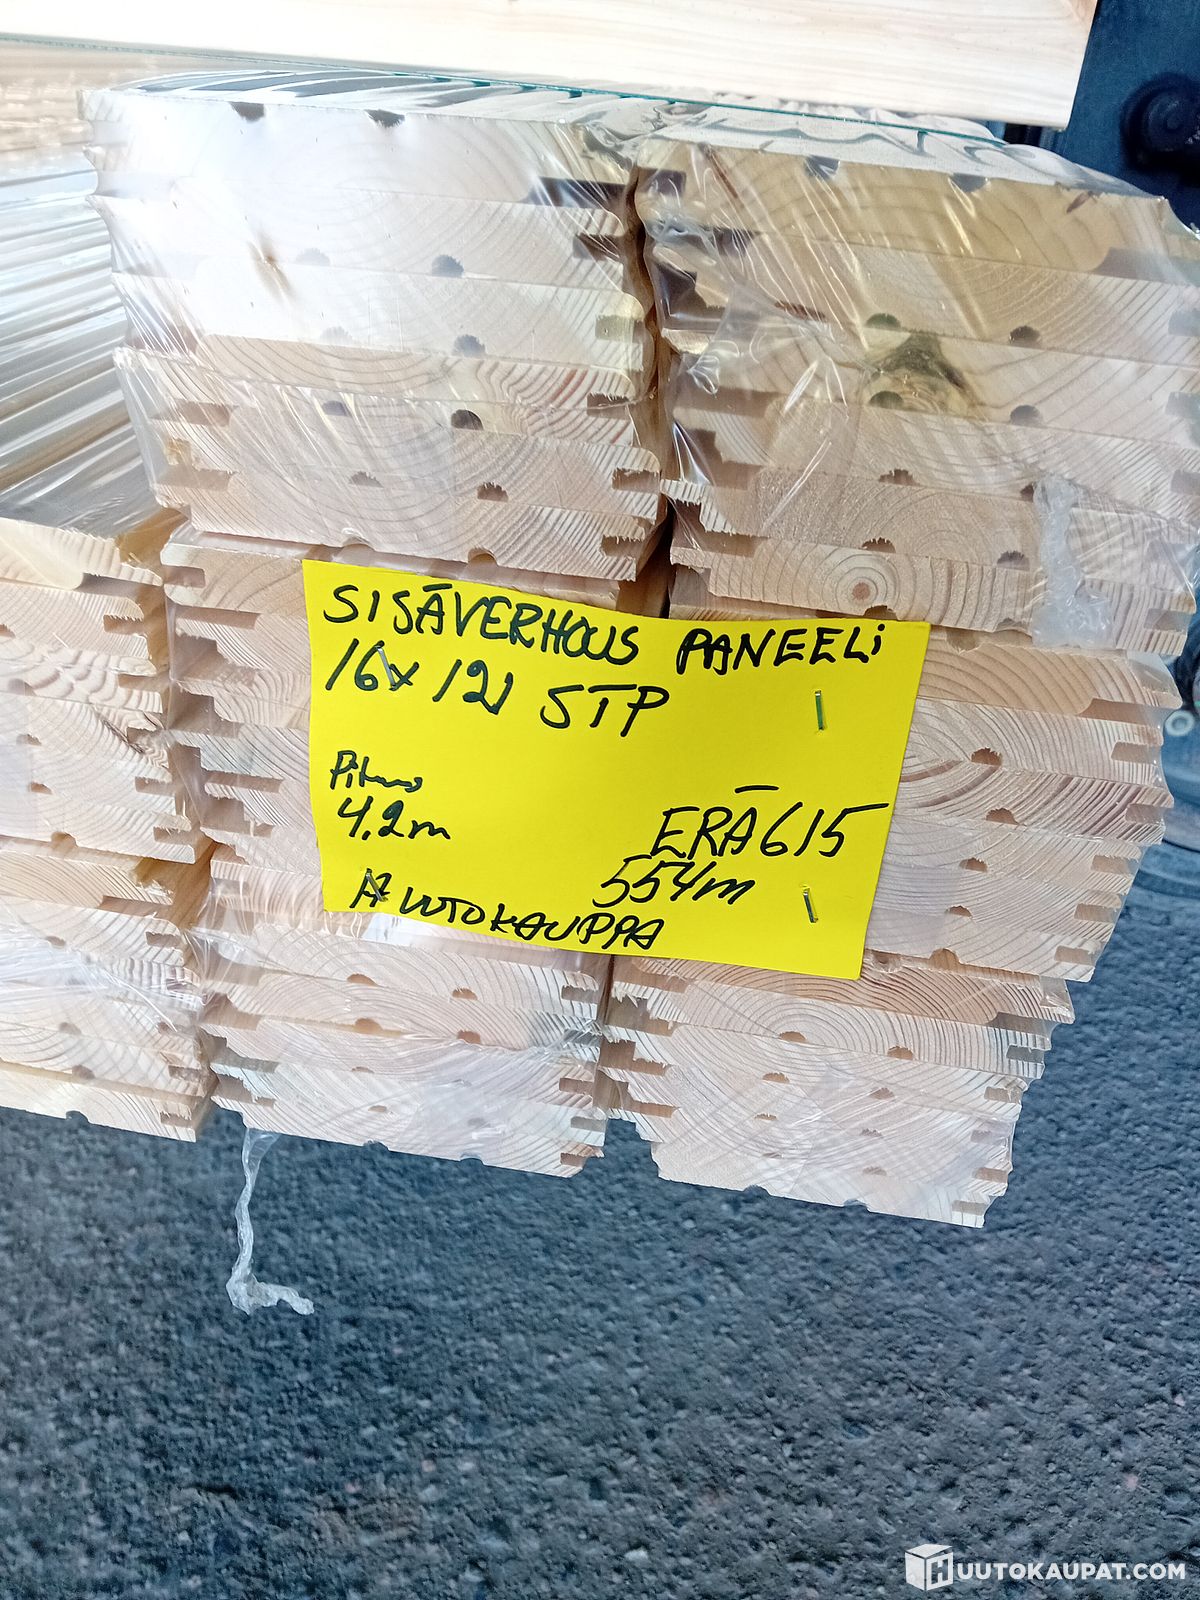 SISÄVERHOUS PANEELi
16x121 STP
Pituus
4,2m
ERÄ615
554m
HUUTOKAUPPA
HUUTOKAUPAT.COM